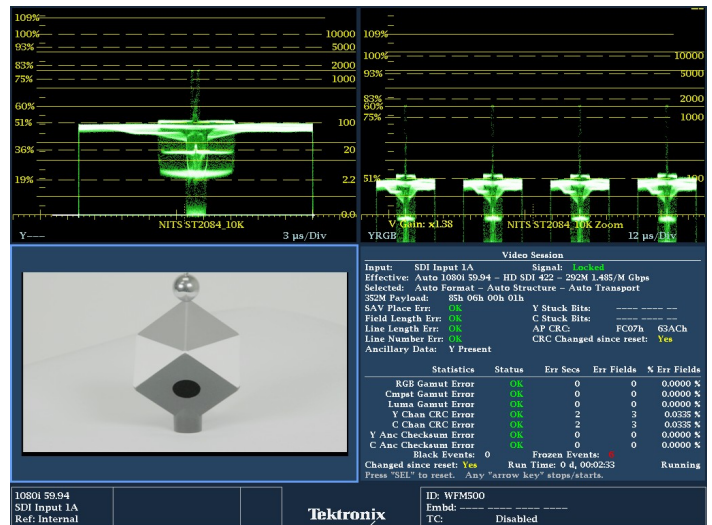 109%
100%
93%
83%
75%
60%
51%
36%
19%
10000
5000
2000
1000
100
20
2.2
0.0
NITS ST2084_10K
Y---
3 µs/Div
109%
100%
93%
83%
60%
75%
51%
10000
5000
2000
1000
100
V Gain: x1.38
NITS ST2084_10K Zoom
YRGB
12 µs/Div
Video Session
Input: SDI Input 1A Signal: Locked
Effective: Auto 1080i 59.94 – HD SDI 422 – 292M 1.485/M Gbps
Selected: Auto Format – Auto Structure – Auto Transport
352M Payload: 85h 06h 00h 01h
SAV Place Err: OK Y Stuck Bits: ---- ---- --
Field Length Err: OK C Stuck Bits: ---- ---- --
Line Length Err: OK AP CRC: FC07h 63ACh
Line Number Err: OK CRC Changed since reset: Yes
Ancillary Data: Y Present
Statistics Status Err Secs Err Fields % Err Fields
RGB Gamut Error OK 0 0 0.0000 %
Cmpst Gamut Error OK 0 0 0.0000 %
Luma Gamut Error OK 0 0 0.0000 %
Y Chan CRC Error OK 2 3 0.0335 %
C Chan CRC Error OK 2 3 0.0335 %
Y Anc Checksum Error OK 0 0 0.0000 %
C Anc Checksum Error OK 0 0 0.0000 %
Black Events: 0 Frozen Events:
Changed since reset: Yes Run Time: 0 d, 00:02:33 Running
Press "SEL" to reset. Any "arrow key" stops/starts.
1080i 59.94
SDI Input 1A
Ref: Internal
Tektronix
ID: WFM500
Embd: ---- ---- ---- ----
TC: Disabled